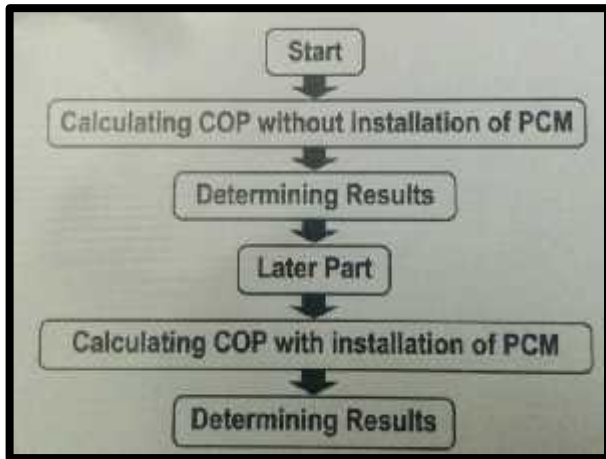 Start
Calculating COP without installation of PCM
Determining Results
Later Part
Calculating COP with installation of PCM
Determining Results